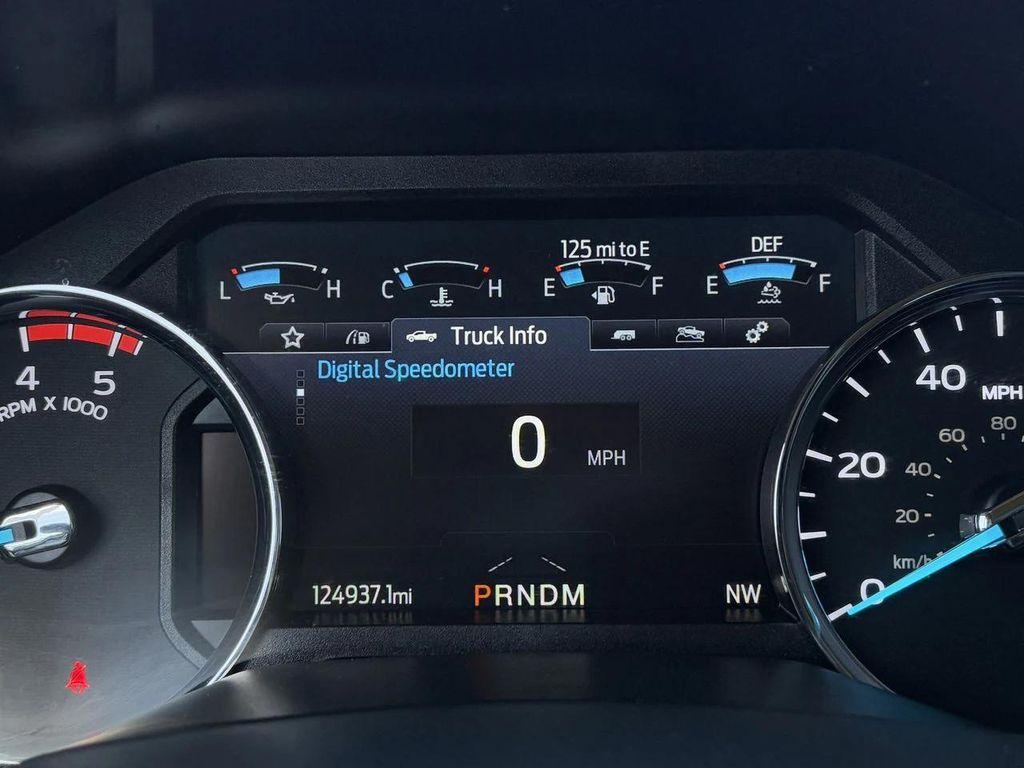 125 mi to E
DEF
L H
C H
E F
E F
Truck Info
Digital Speedometer
0 MPH
4 5
RPM X 1000
40
MPH
80
60
20
40
20
km/h
0
124937.1mi
PRNDM
NW